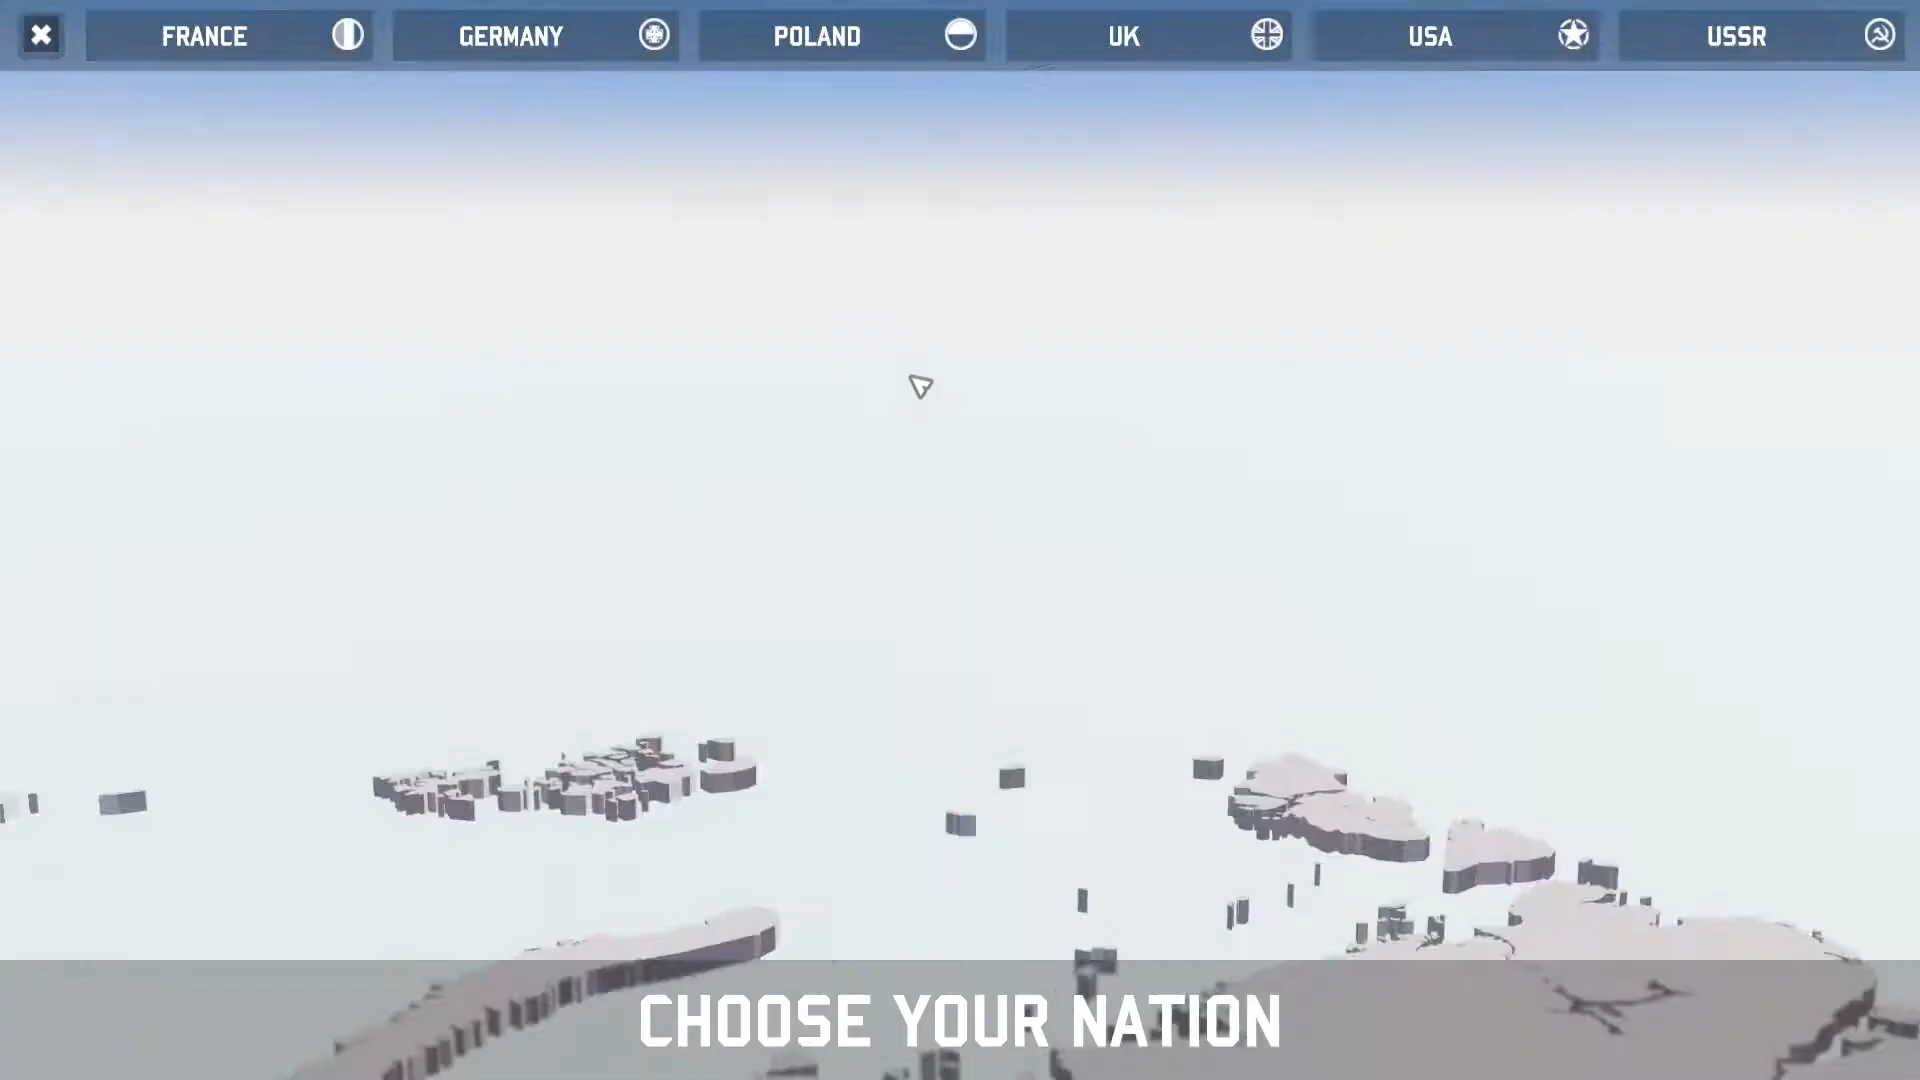 FRANCE
GERMANY
POLAND
UK
USA
USSR
CHOOSE YOUR NATION